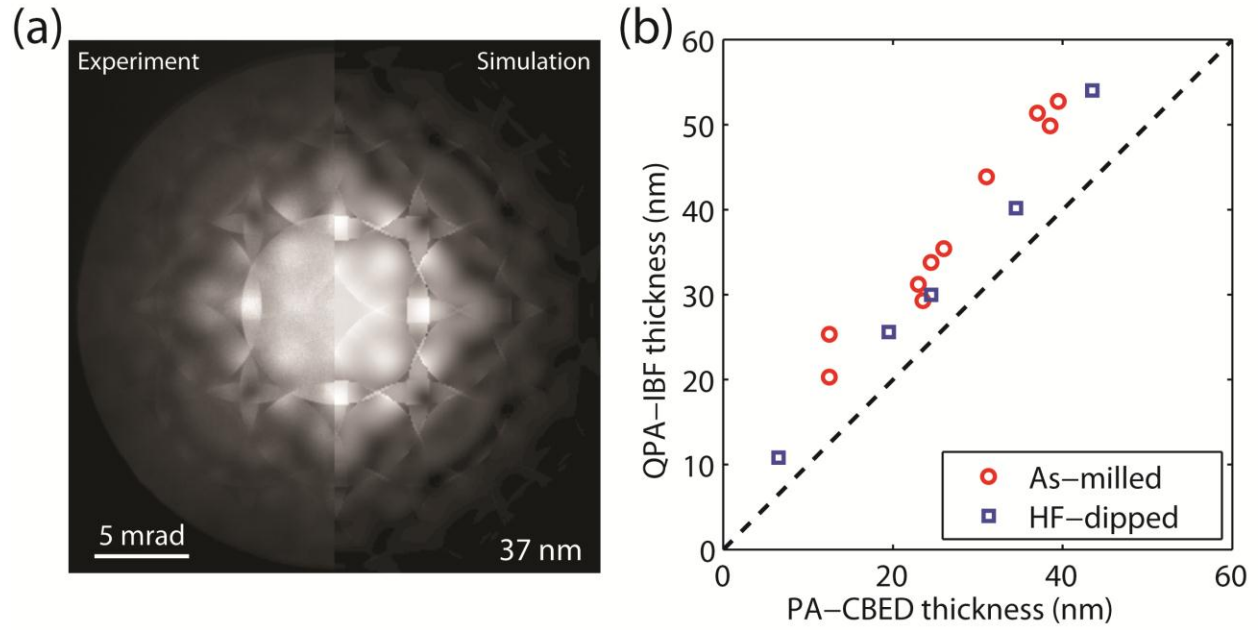 (a)
Experiment
Simulation
5 mrad
37 nm
(b)
QPA−IBF thickness (nm)
60
50
40
30
20
10
0
0
20
40
60
PA−CBED thickness (nm)
As−milled
HF−dipped